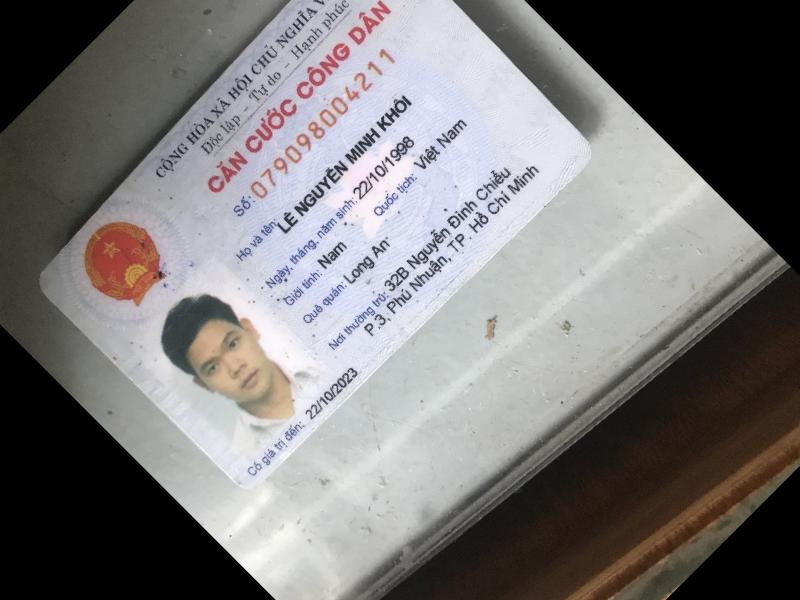 CỘNG HÒA XÃ HỘI CHỦ NGHĨA
Độc lập - Tự do - Hạnh phúc
CĂN CƯỚC CÔNG DÂN
Số: 079098004211
Họ và tên: LÊ NGUYÊN MINH KHÔI
Ngày, tháng, năm sinh: 22/10/1998
Giới tính: Nam Quốc tịch: Việt Nam
Quê quán: Long An
Nơi thường trú: 32B Nguyễn Đình Chiểu
P.3, Phú Nhuận, TP. Hồ Chí Minh
Có giá trị đến: 22/10/2023